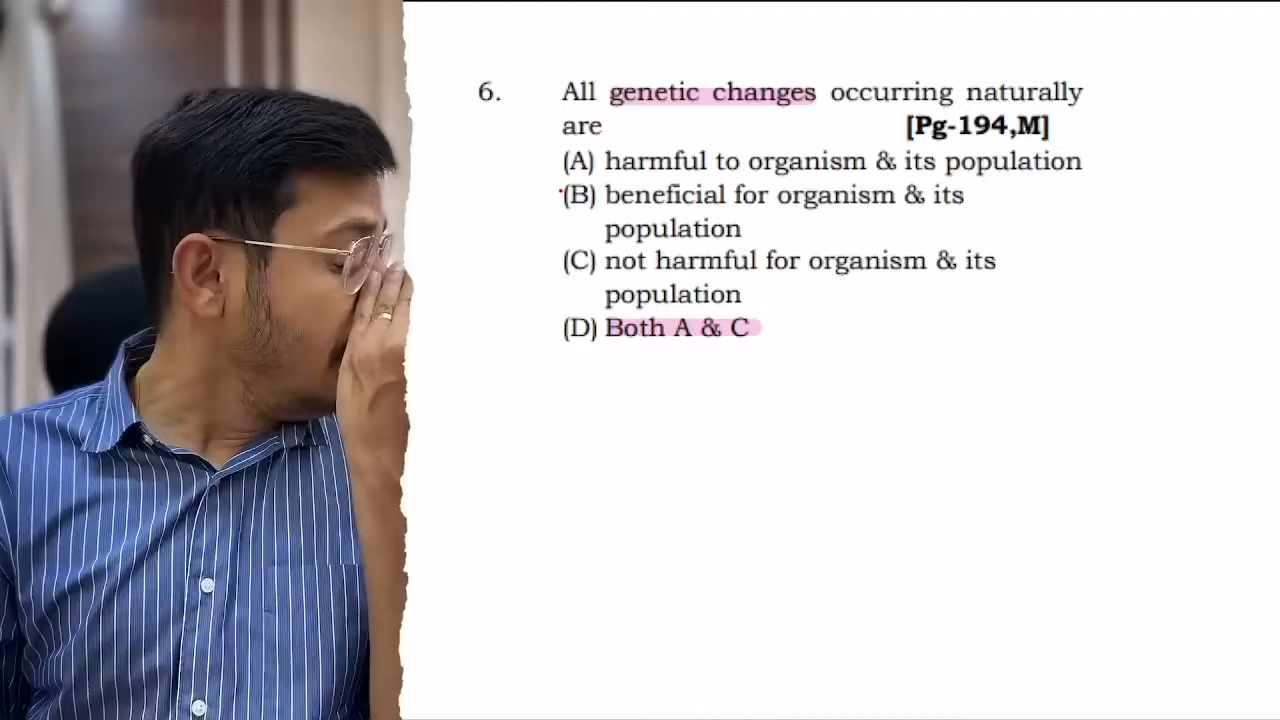 6. All genetic changes occurring naturally
are [Pg-194,M]
(A) harmful to organism & its population
(B) beneficial for organism & its
population
(C) not harmful for organism & its
population
(D) Both A & C